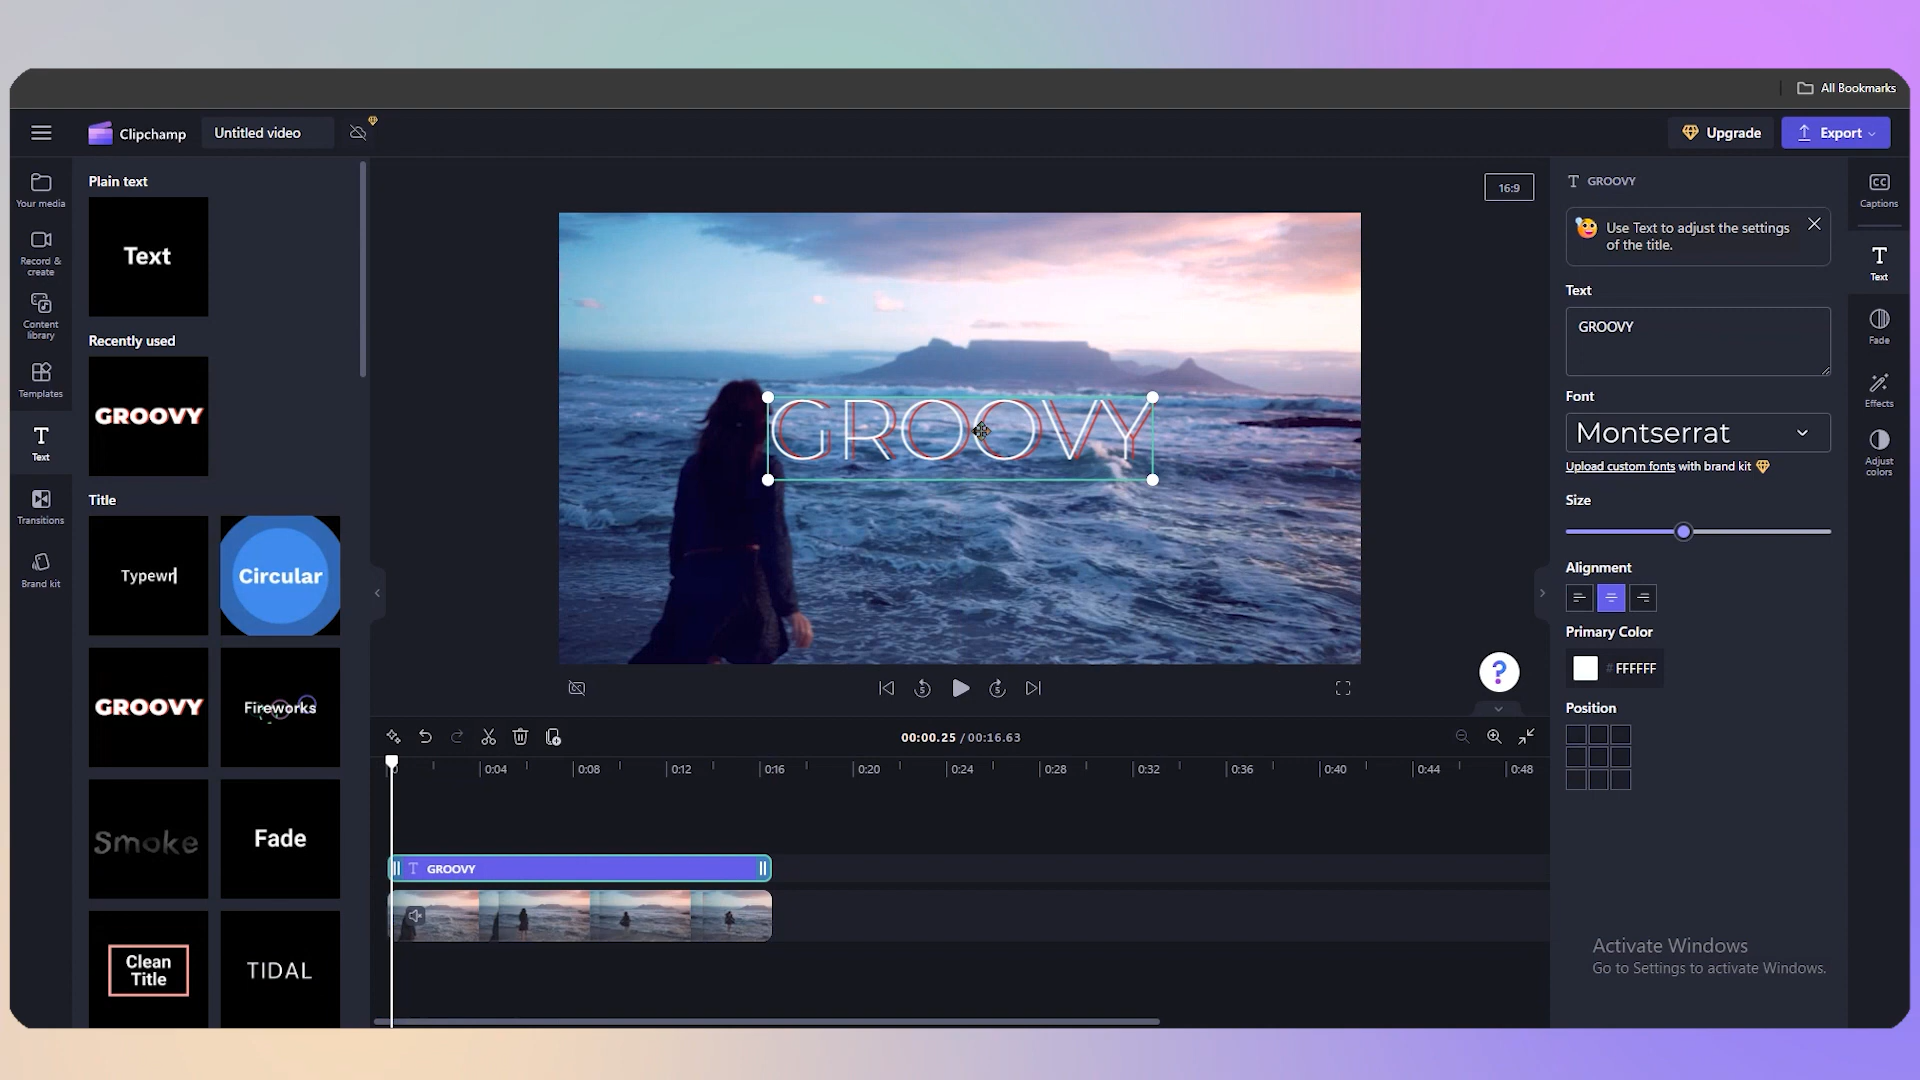 All Bookmarks
Clipchamp
Untitled video
Upgrade
Export
Your media
Record &
create
Content
library
Templates
Text
Transitions
Brand kit
Plain text
Text
Recently used
GROOVY
Title
Typewr
Circular
GROOVY
Fireworks
Smoke
Fade
Clean
Title
TIDAL
16:9
GROOVY
5
5
?
00:00.25 / 00:16.63
0
0:04
0:08
0:12
0:16
0:20
0:24
0:28
0:32
0:36
0:40
0:44
0:48
T GROOVY
T GROOVY
Use Text to adjust the settings
of the title.
Text
GROOVY
Font
Montserrat
Upload custom fonts with brand kit
Size
Alignment
Primary Color
# FFFFFF
Position
CC
Captions
T
Text
Fade
Effects
Adjust
colors
Activate Windows
Go to Settings to activate Windows.